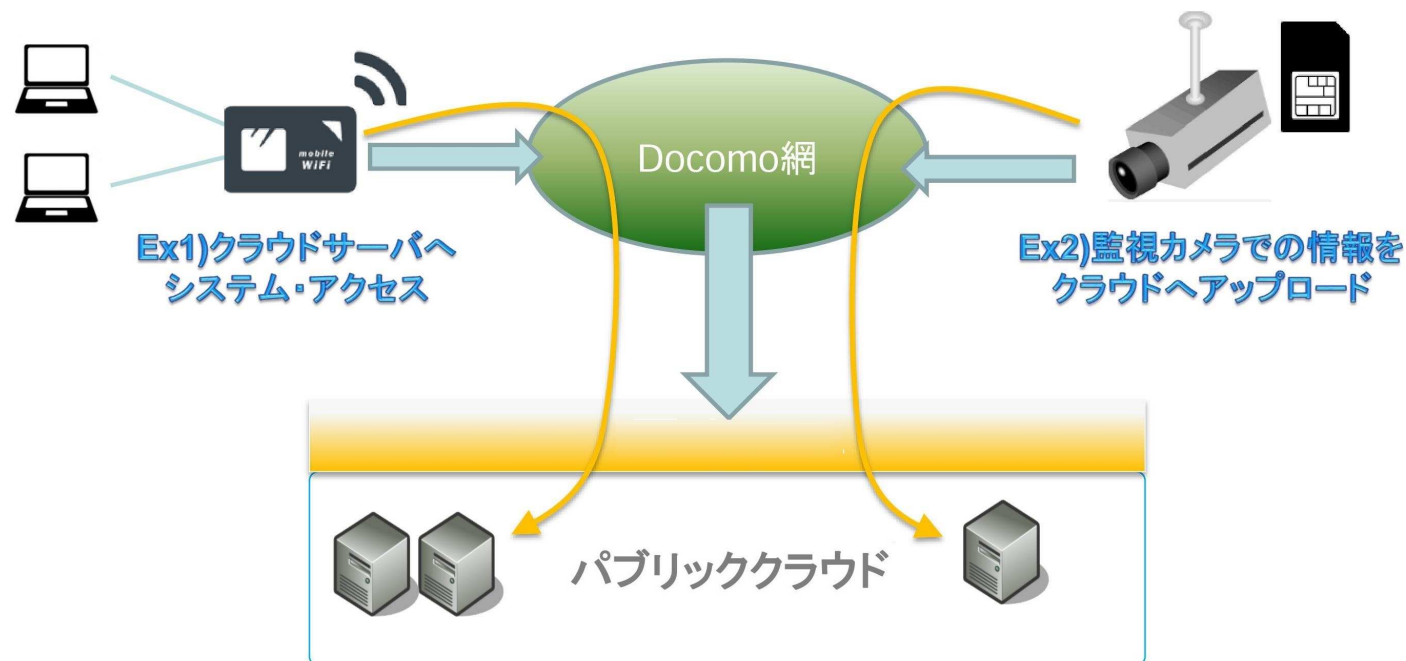 mobile
WiFi
Docomo網
Ex1)クラウドサーバへ
システム・アクセス
Ex2)監視カメラでの情報を
クラウドへアップロード
パブリッククラウド